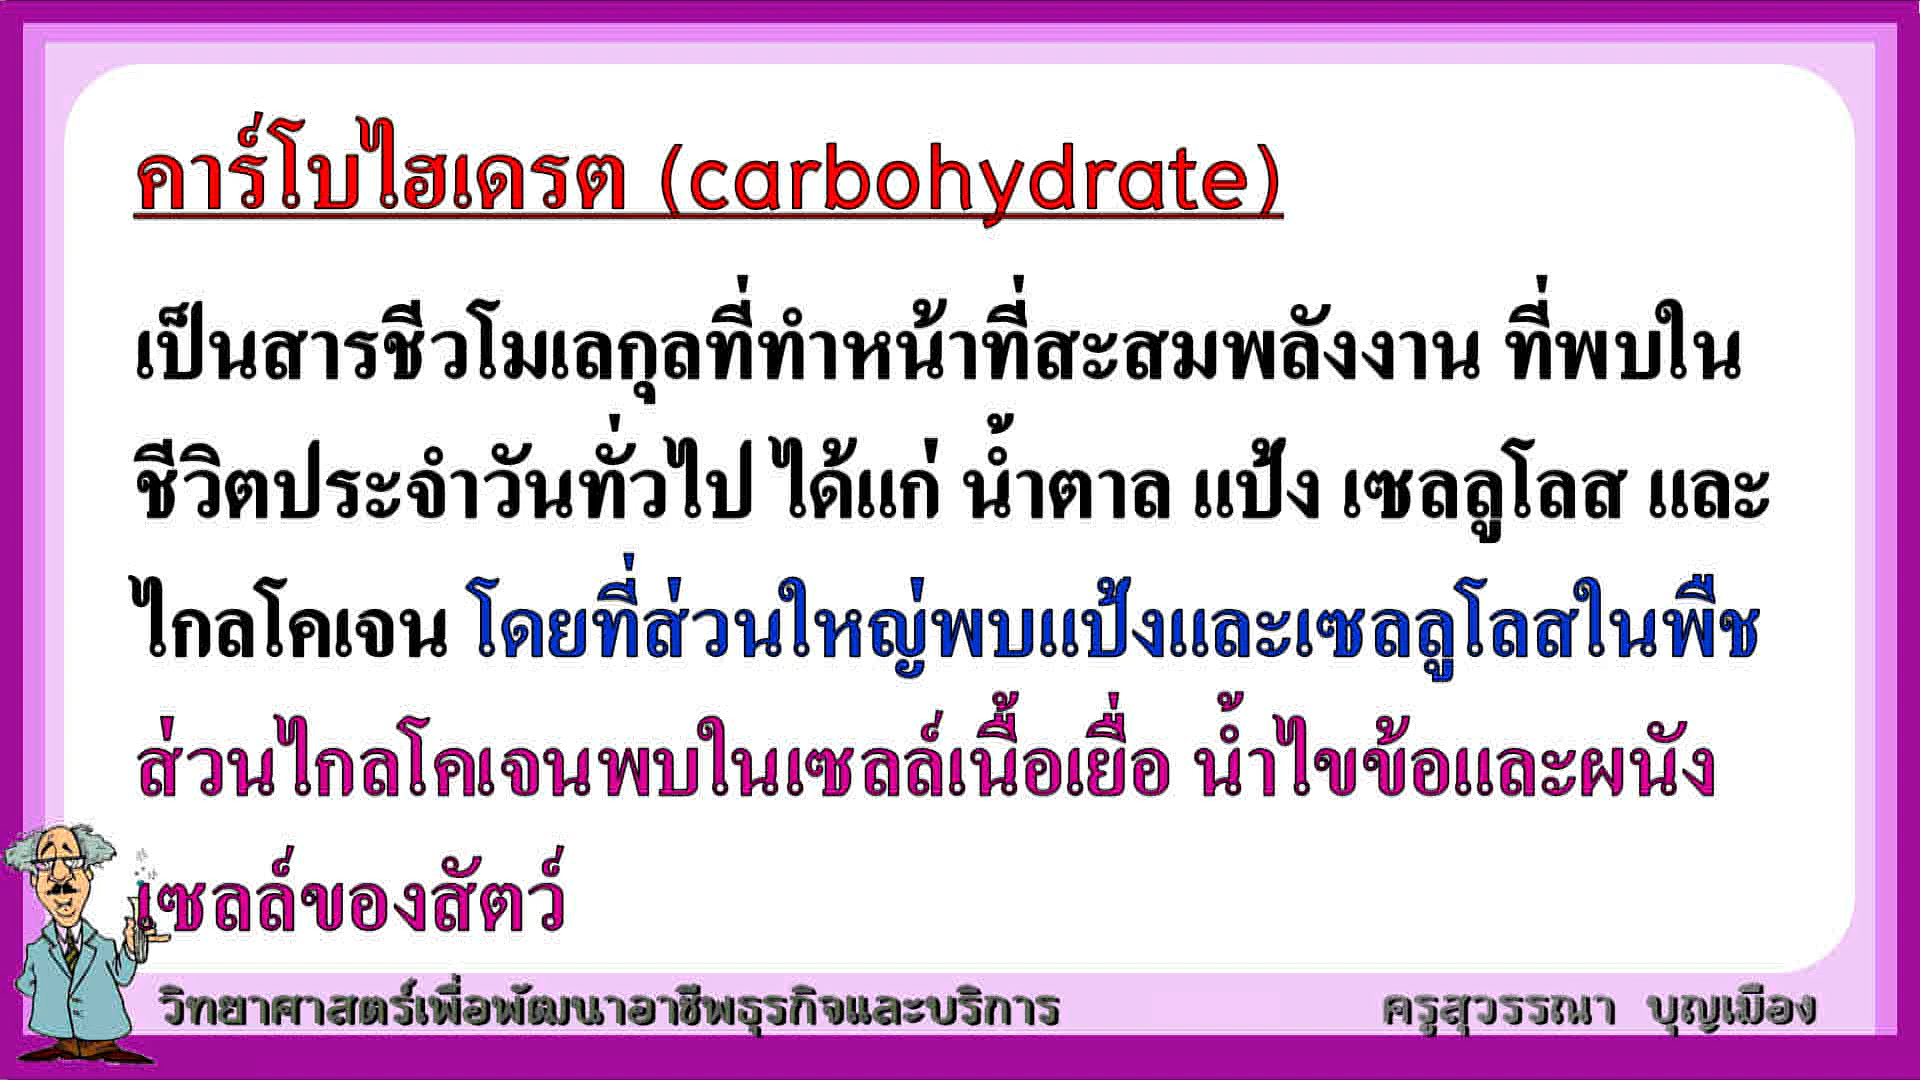 คาร์โบไฮเดรต (carbohydrate)
เป็นสารชีวโมเลกุลที่ทำหน้าที่สะสมพลังงาน ที่พบใน
ชีวิตประจำวันทั่วไป ได้แก่ น้ำตาล แป้ง เซลลูโลส และ
ไกลโคเจน โดยที่ส่วนใหญ่พบแป้งและเซลลูโลสในพืช
ส่วนไกลโคเจนพบในเซลล์เนื้อเยื่อ น้ำไขข้อและผนัง
เซลล์ของสัตว์
วิทยาศาสตร์เพื่อพัฒนาอาชีพธุรกิจและบริการ ครูสุวรรณา บุญเมือง